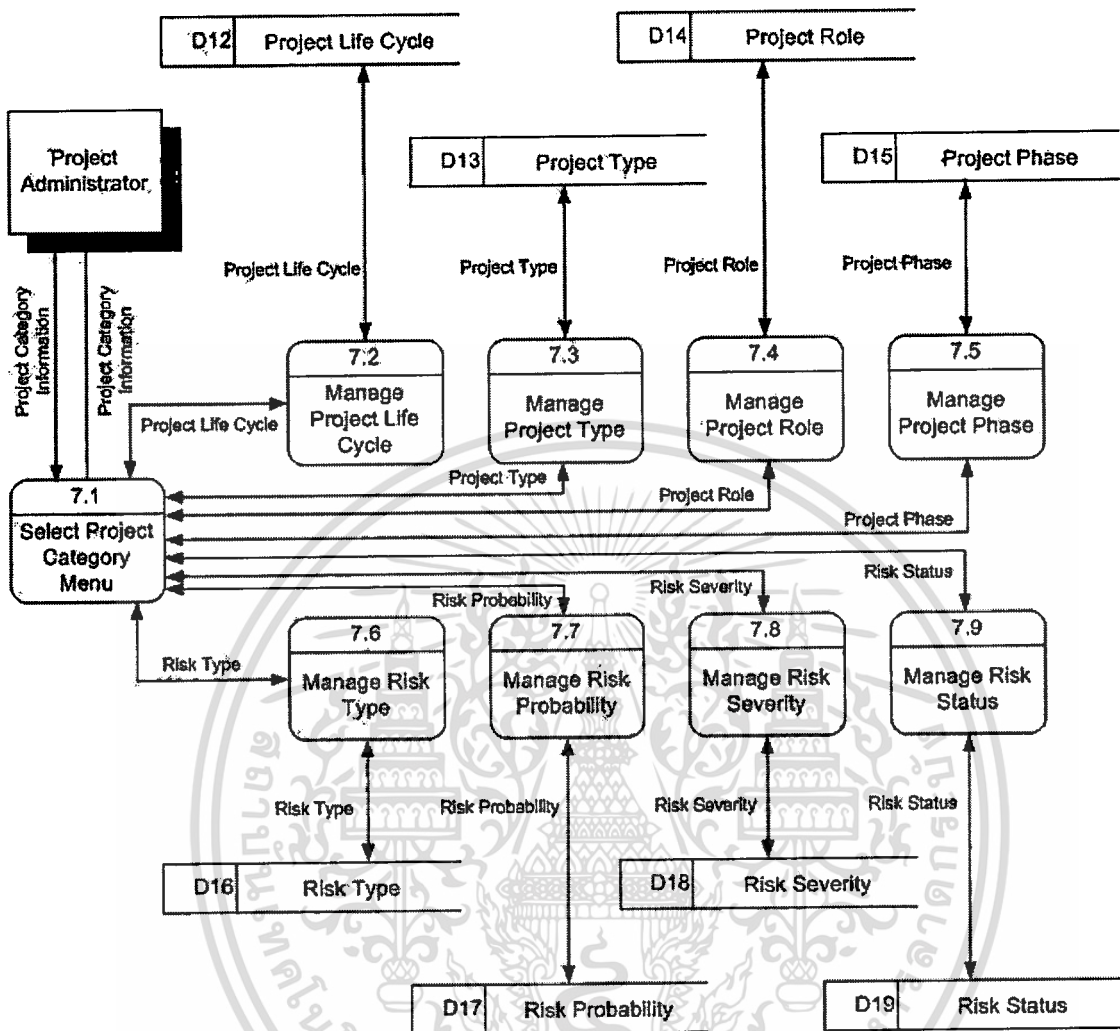 D12 Project Life Cycle
D14 Project Role
Project
Administrator
D13 Project Type
D15 Project Phase
Project Life Cycle
Project Type
Project Role
Project Phase
Project Category
Information
Project Category
Information
7.2
Manage
Project Life
Cycle
7.3
Manage
Project Type
7.4
Manage
Project Role
7.5
Manage
Project Phase
Project Life Cycle
Project Type
Project Role
Project Phase
7.1
Select Project
Category
Menu
Risk Status
Risk Severity
Risk Probability
Risk Type
7.6
Manage Risk
Type
7.7
Manage Risk
Probability
7.8
Manage Risk
Severity
7.9
Manage Risk
Status
Risk Type
Risk Probability
Risk Severity
Risk Status
D16 Risk Type
D18 Risk Severity
D17 Risk Probability
D19 Risk Status